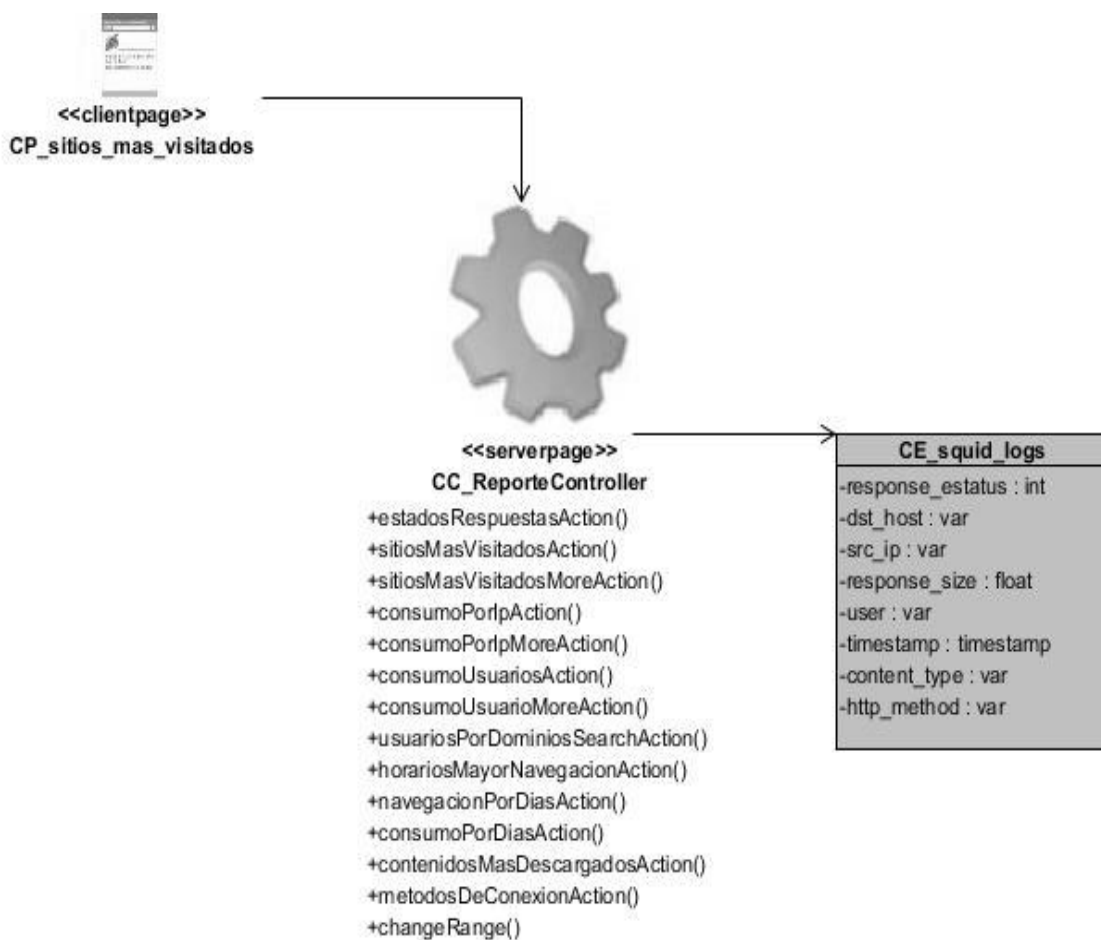 <<clientpage>>
CP_sitios_mas_visitados
<<serverpage>>
CC_ReporteController
+estadosRespuestasAction()
+sitiosMasVisitadosAction()
+sitiosMasVisitadosMoreAction()
+consumoPorIpAction()
+consumoPorIpMoreAction()
+consumoUsuariosAction()
+consumoUsuarioMoreAction()
+usuariosPorDominiosSearchAction()
+horariosMayorNavegacionAction()
+navegacionPorDiasAction()
+consumoPorDiasAction()
+contenidosMasDescargadosAction()
+metodosDeConexionAction()
+changeRange()
CE_squid_logs
-response_estatus : int
-dst_host : var
-src_ip : var
-response_size : float
-user : var
-timestamp : timestamp
-content_type : var
-http_method : var